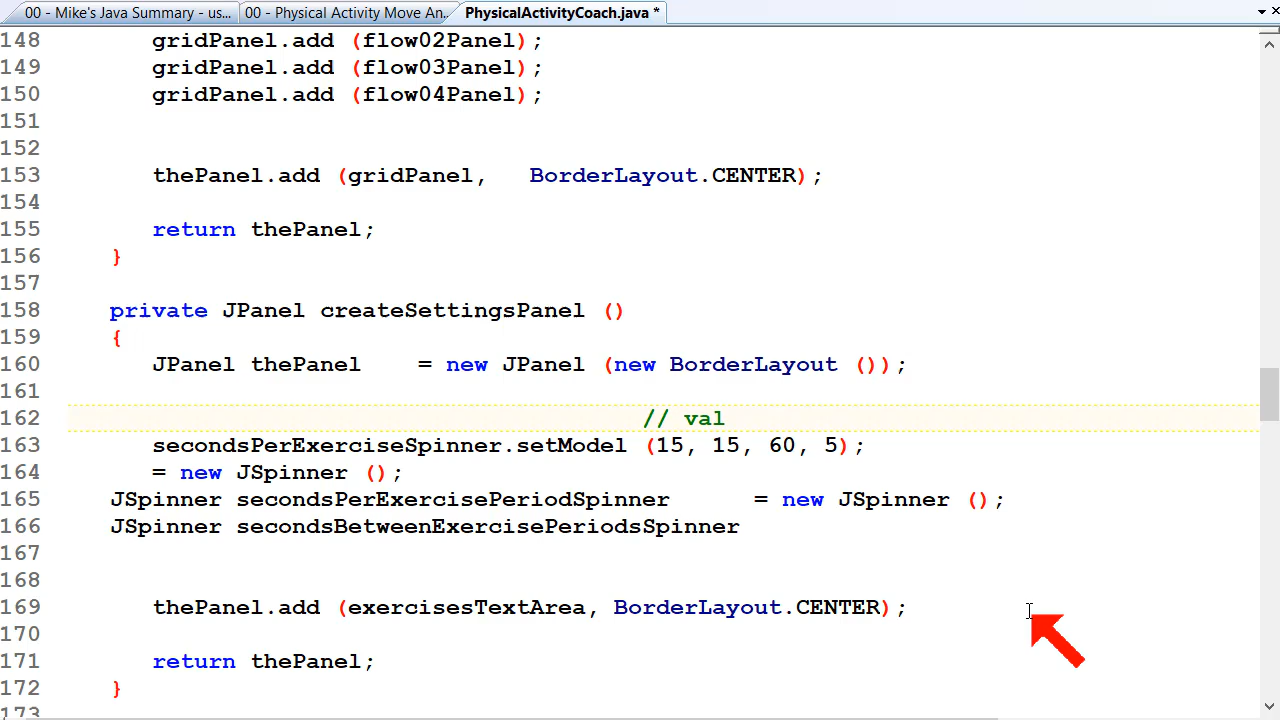 00 - Mike's Java Summary - us... 00 - Physical Activity Move An... PhysicalActivityCoach.java *
148 gridPanel.add (flow02Panel);
149 gridPanel.add (flow03Panel);
150 gridPanel.add (flow04Panel);
151
152
153 thePanel.add (gridPanel, BorderLayout.CENTER);
154
155 return thePanel;
156 }
157
158 private JPanel createSettingsPanel ()
159 {
160 JPanel thePanel = new JPanel (new BorderLayout ());
161
162 // val
163 secondsPerExerciseSpinner.setModel (15, 15, 60, 5);
164 = new JSpinner ();
165 JSpinner secondsPerExercisePeriodSpinner = new JSpinner ();
166 JSpinner secondsBetweenExercisePeriodsSpinner
167
168
169 thePanel.add (exercisesTextArea, BorderLayout.CENTER);
170
171 return thePanel;
172 }
173